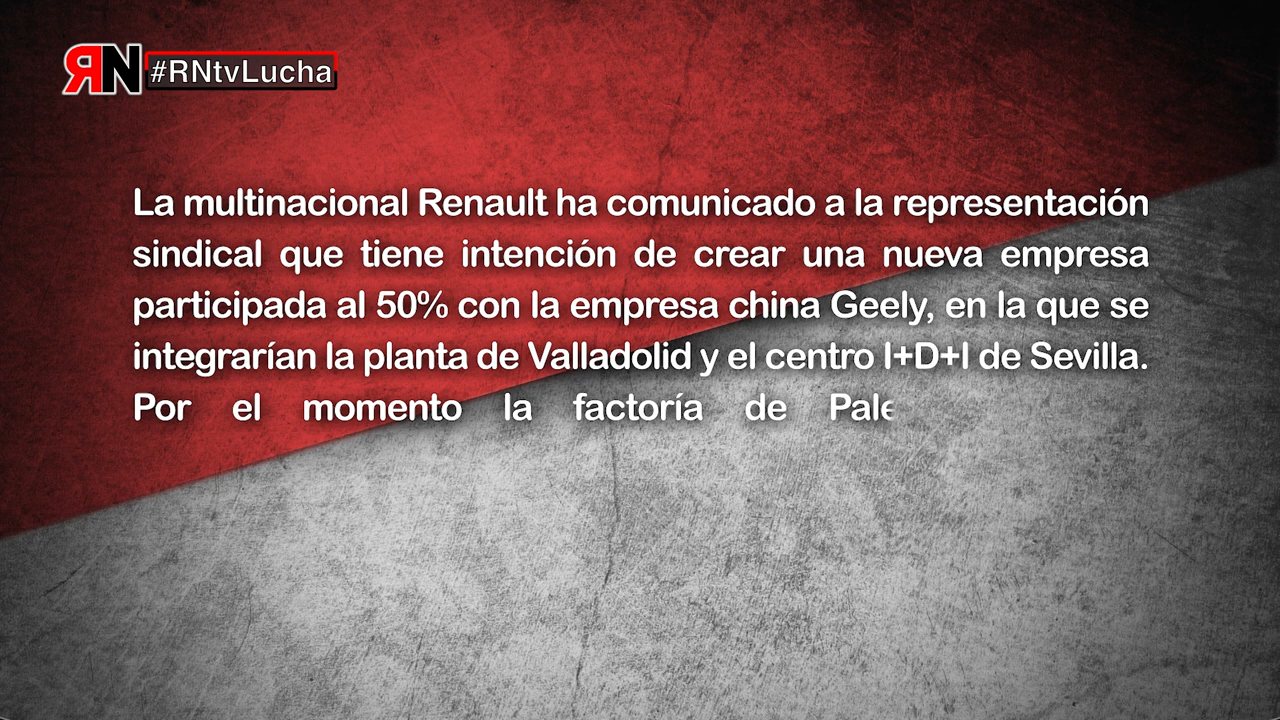 RN #RNtvLucha
La multinacional Renault ha comunicado a la representación
sindical que tiene intención de crear una nueva empresa
participada al 50% con la empresa china Geely, en la que se
integrarían la planta de Valladolid y el centro I+D+I de Sevilla.
Por el momento la factoría de Pale